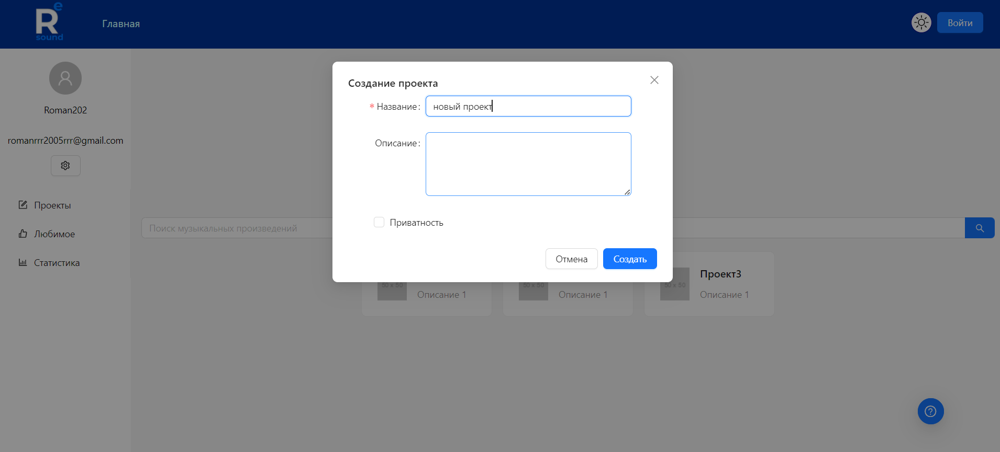 Re
sound
Главная
Войти
Roman202
romanrrr2005rrr@gmail.com
Проекты
Любимое
Статистика
Создание проекта
* Название:
новый проект
Описание:
Приватность
Отмена
Создать
Поиск музыкальных произведений
Проект3
50 x 50
Описание 1
50 x 50
Описание 1
50 x 50
Описание 1